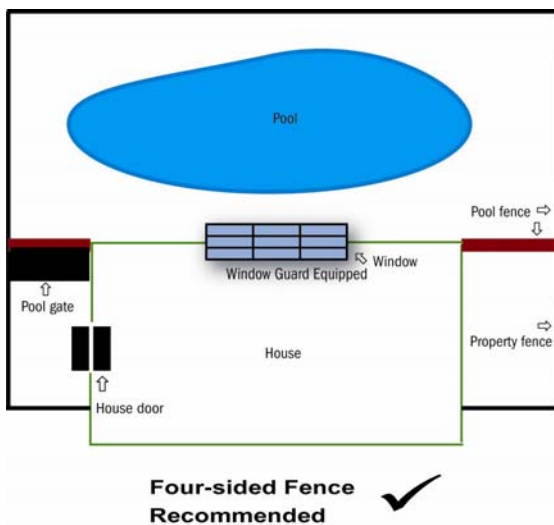 Pool
Pool fence
Window
Window Guard Equipped
Pool gate
Property fence
House
House door
Four-sided Fence
Recommended